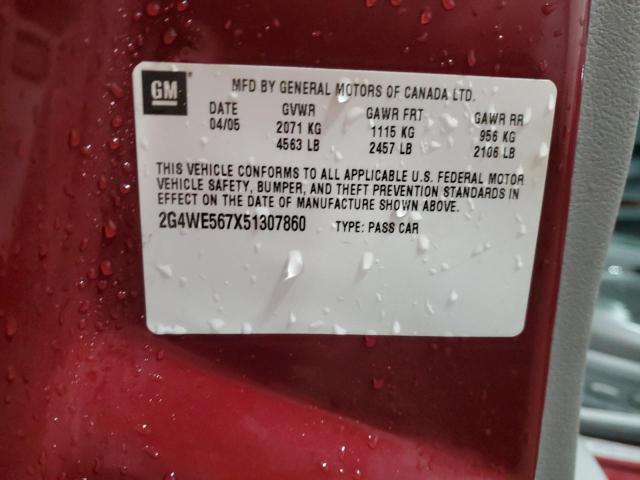 GM
MFD BY GENERAL MOTORS OF CANADA LTD.
DATE GVWR GAWR FRT GAWR RR
04/05 2071 KG 1115 KG 956 KG
4563 LB 2457 LB 2106 LB
THIS VEHICLE CONFORMS TO ALL APPLICABLE U.S. FEDERAL MOTOR
VEHICLE SAFETY, BUMPER, AND THEFT PREVENTION STANDARDS IN
EFFECT ON THE DATE OF MANUFACTURE SHOWN ABOVE.
2G4WE567X51307860 TYPE: PASS CAR